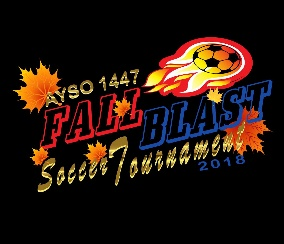 AYSO 1447
FALL BLAST
Soccer Tournament
2018